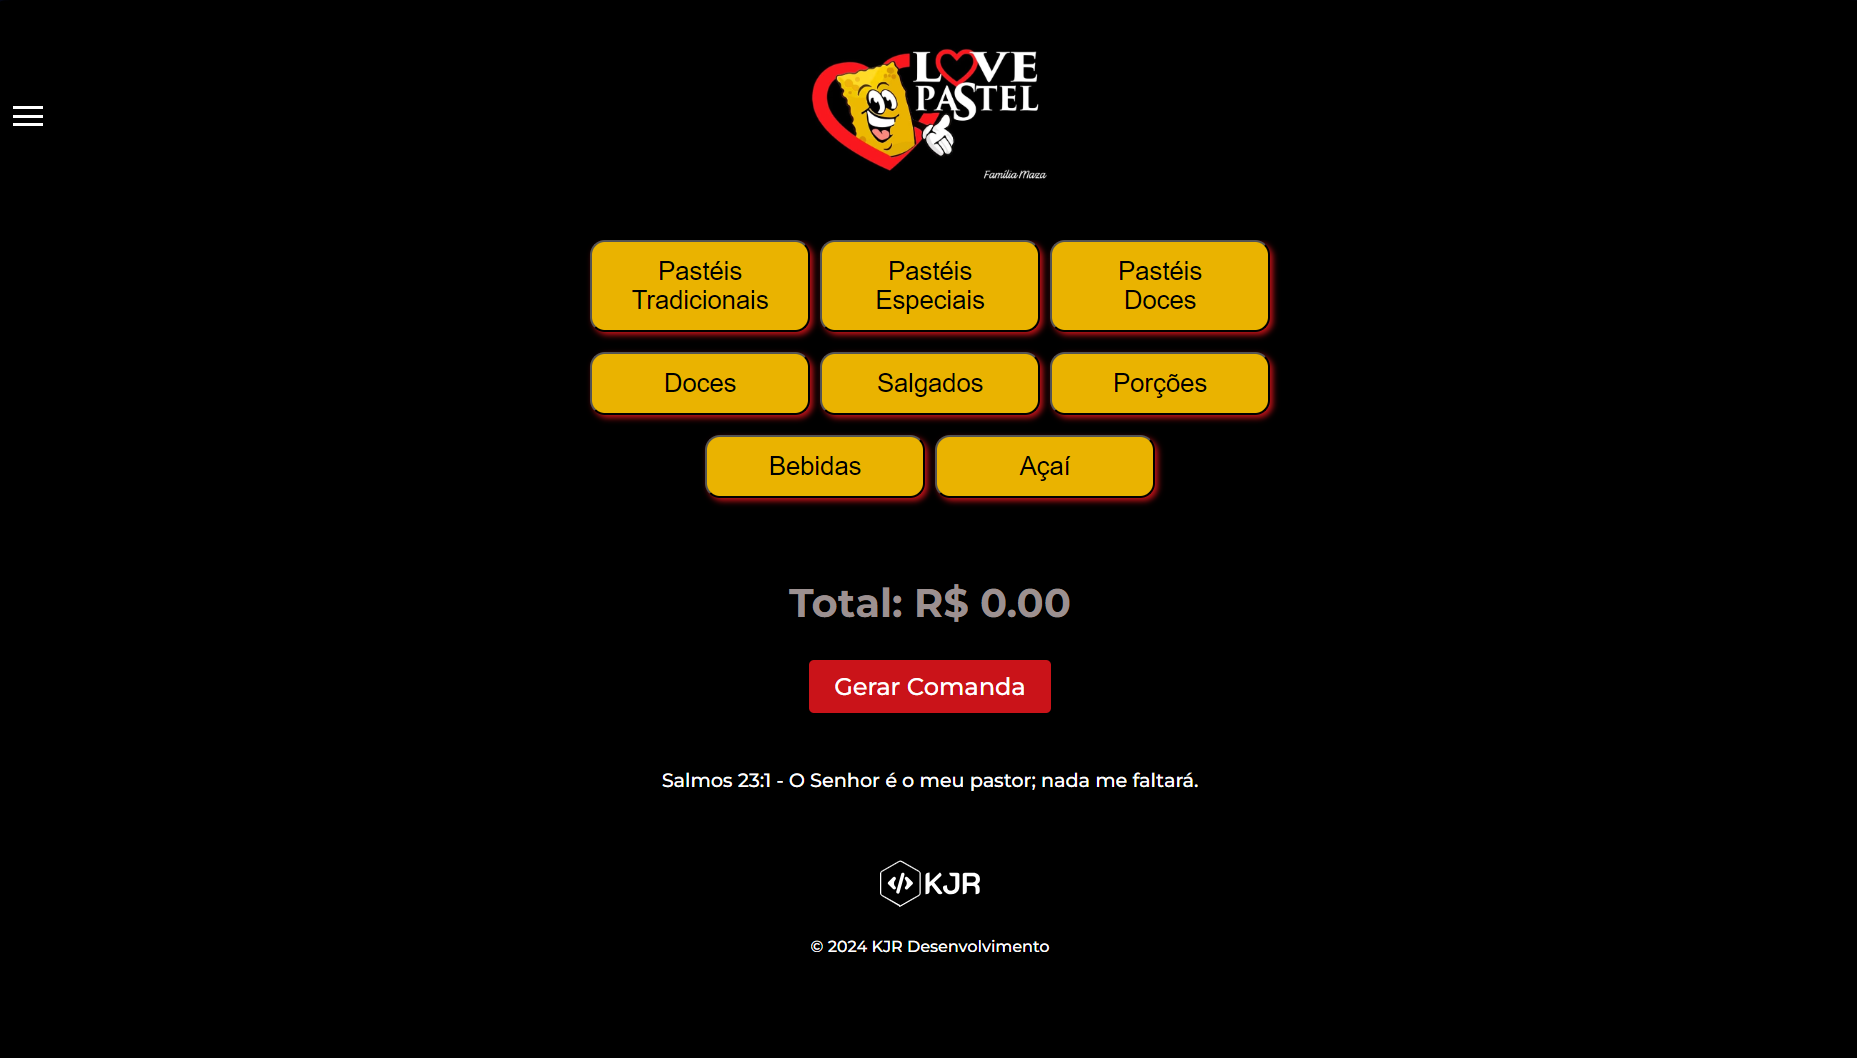 LOVE
PASTEL
Família Maza
Pastéis
Tradicionais
Pastéis
Especiais
Pastéis
Doces
Doces
Salgados
Porções
Bebidas
Açaí
Total: R$ 0.00
Gerar Comanda
Salmos 23:1 - O Senhor é o meu pastor; nada me faltará.
</> KJR
© 2024 KJR Desenvolvimento